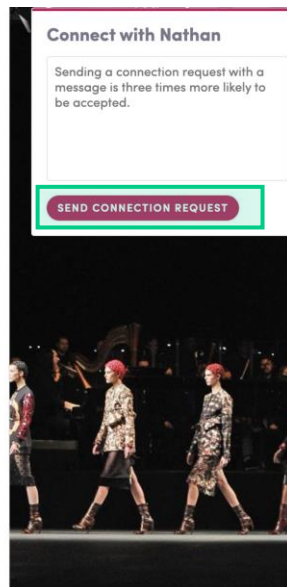 Connect with Nathan
Sending a connection request with a
message is three times more likely to
be accepted.
SEND CONNECTION REQUEST